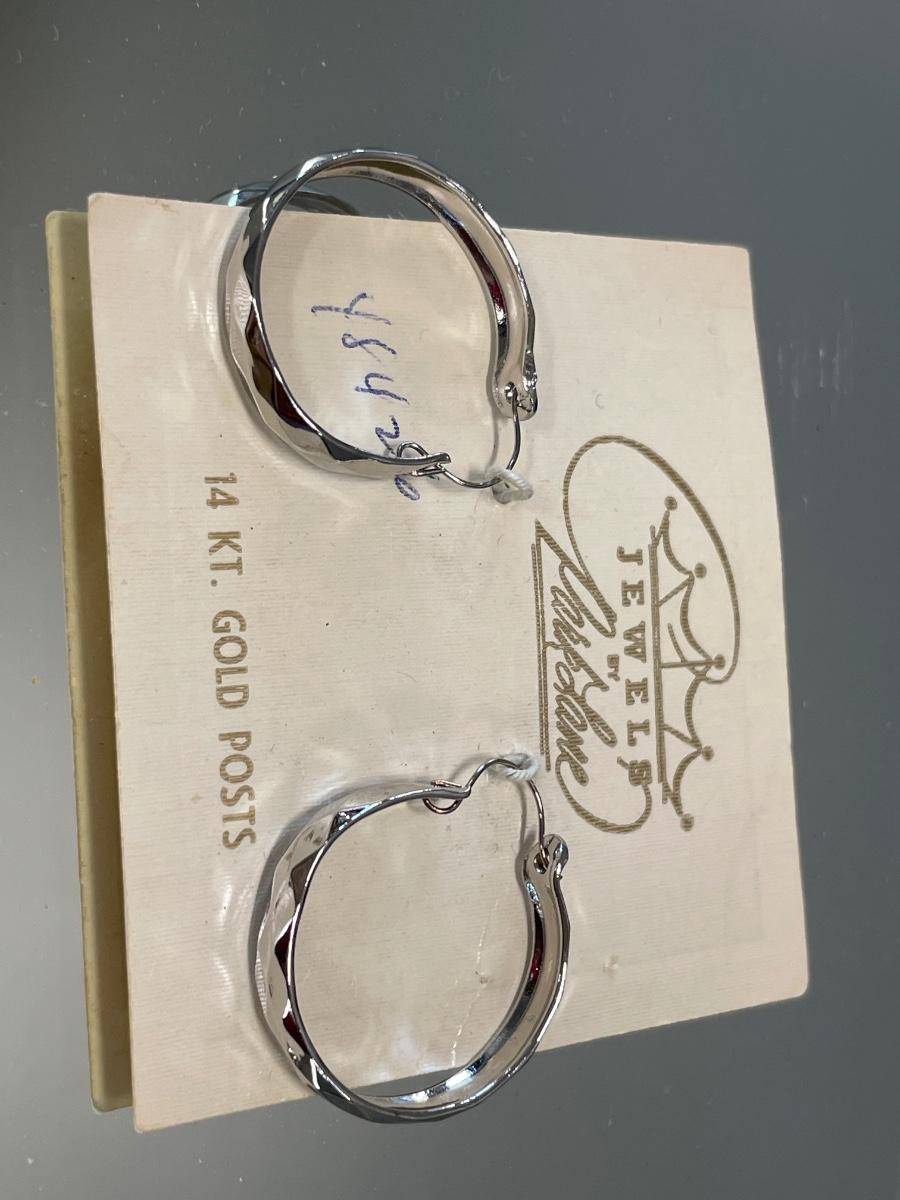 JEWELS
BY
484
14 KT. GOLD POSTS